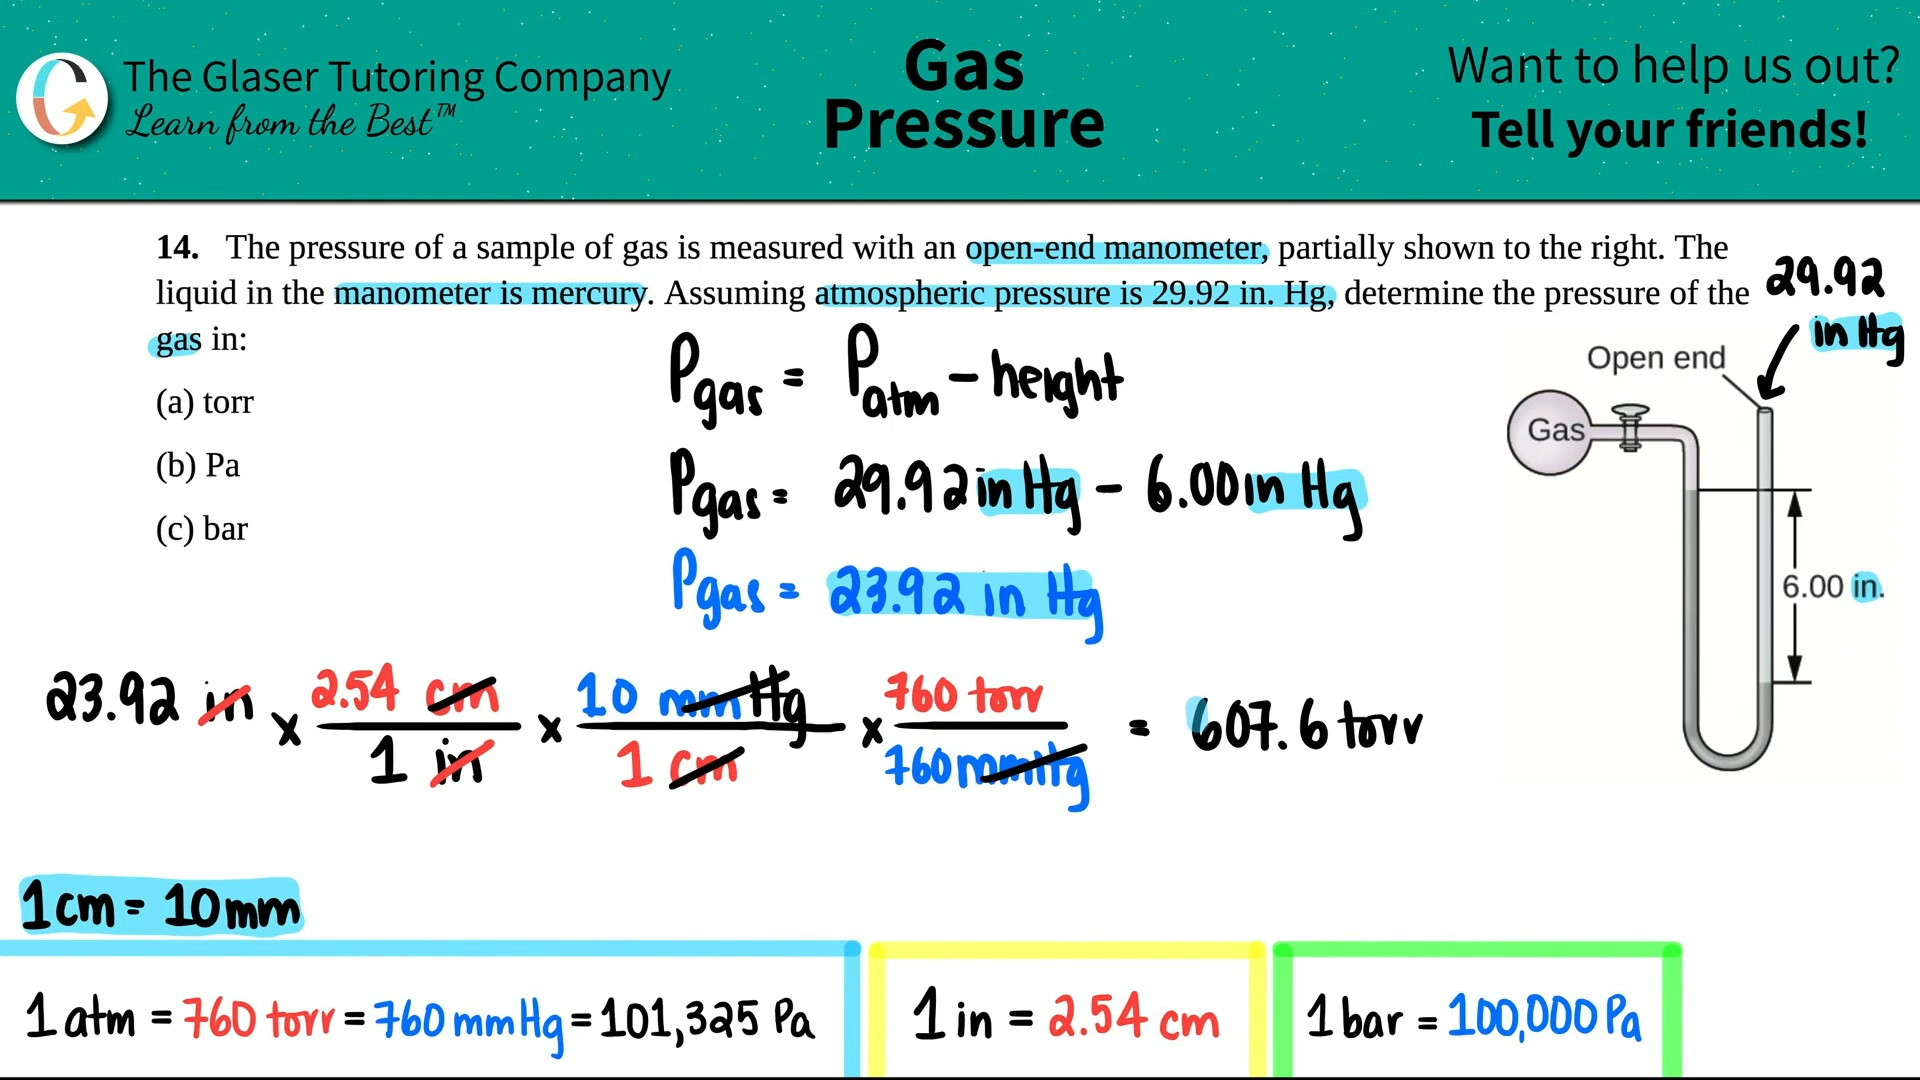 The Glaser Tutoring Company
Learn from the Best™
Gas
Pressure
Want to help us out?
Tell your friends!
14. The pressure of a sample of gas is measured with an open-end manometer, partially shown to the right. The
liquid in the manometer is mercury. Assuming atmospheric pressure is 29.92 in. Hg, determine the pressure of the
gas in:
(a) torr
(b) Pa
(c) bar
Pgas = Patm - height
Pgas = 29.92 in Hg - 6.00 in Hg
Pgas = 23.92 in Hg
29.92
in Hg
Open end
Gas
6.00 in.
23.92 in x 2.54 cm / 1 in x 10 mm Hg / 1 cm x 760 torr / 760 mmHg = 607.6 torr
1 cm = 10 mm
1 atm = 760 torr = 760 mmHg = 101,325 Pa
1 in = 2.54 cm
1 bar = 100,000 Pa